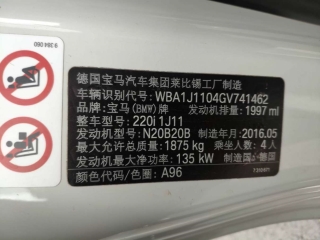 9 384 060
德国宝马汽车集团莱比锡工厂制造
车辆识别代号: WBA1J1104GV741462
品牌: 宝马(BMW)牌 发动机排量: 1997 ml
整车型号: 220i 1J11
发动机型号: N20B20B 制造年月: 2016.05
最大允许总质量: 1875 kg 乘坐人数: 4 人
发动机最大净功率: 135 kW 制造国: 德国
颜色代码/色圈: A96